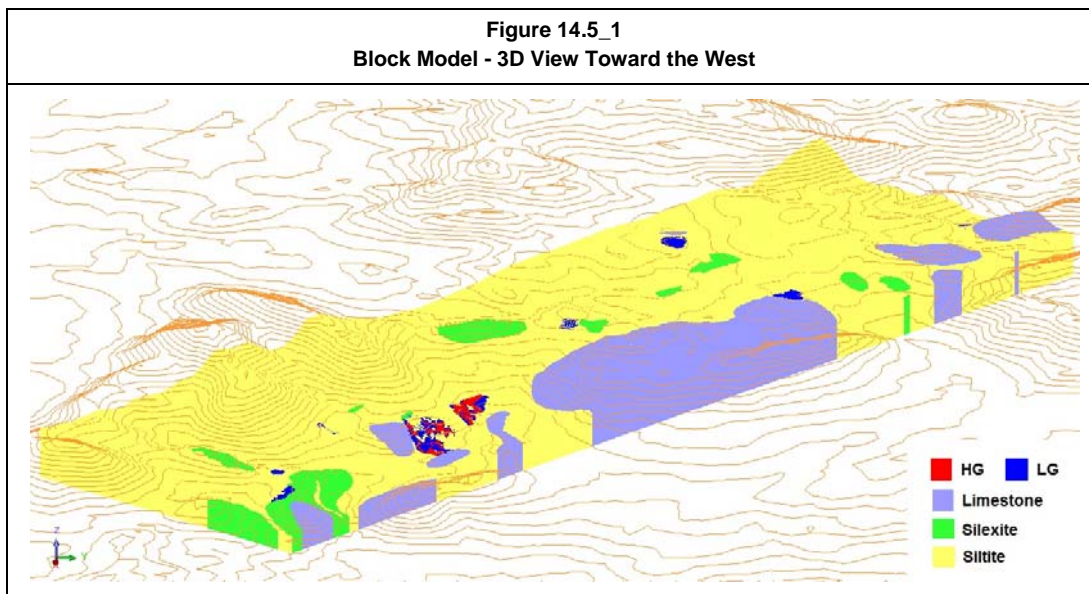 Figure 14.5_1
Block Model - 3D View Toward the West
HG LG
Limestone
Silexite
Siltite
Z
Y